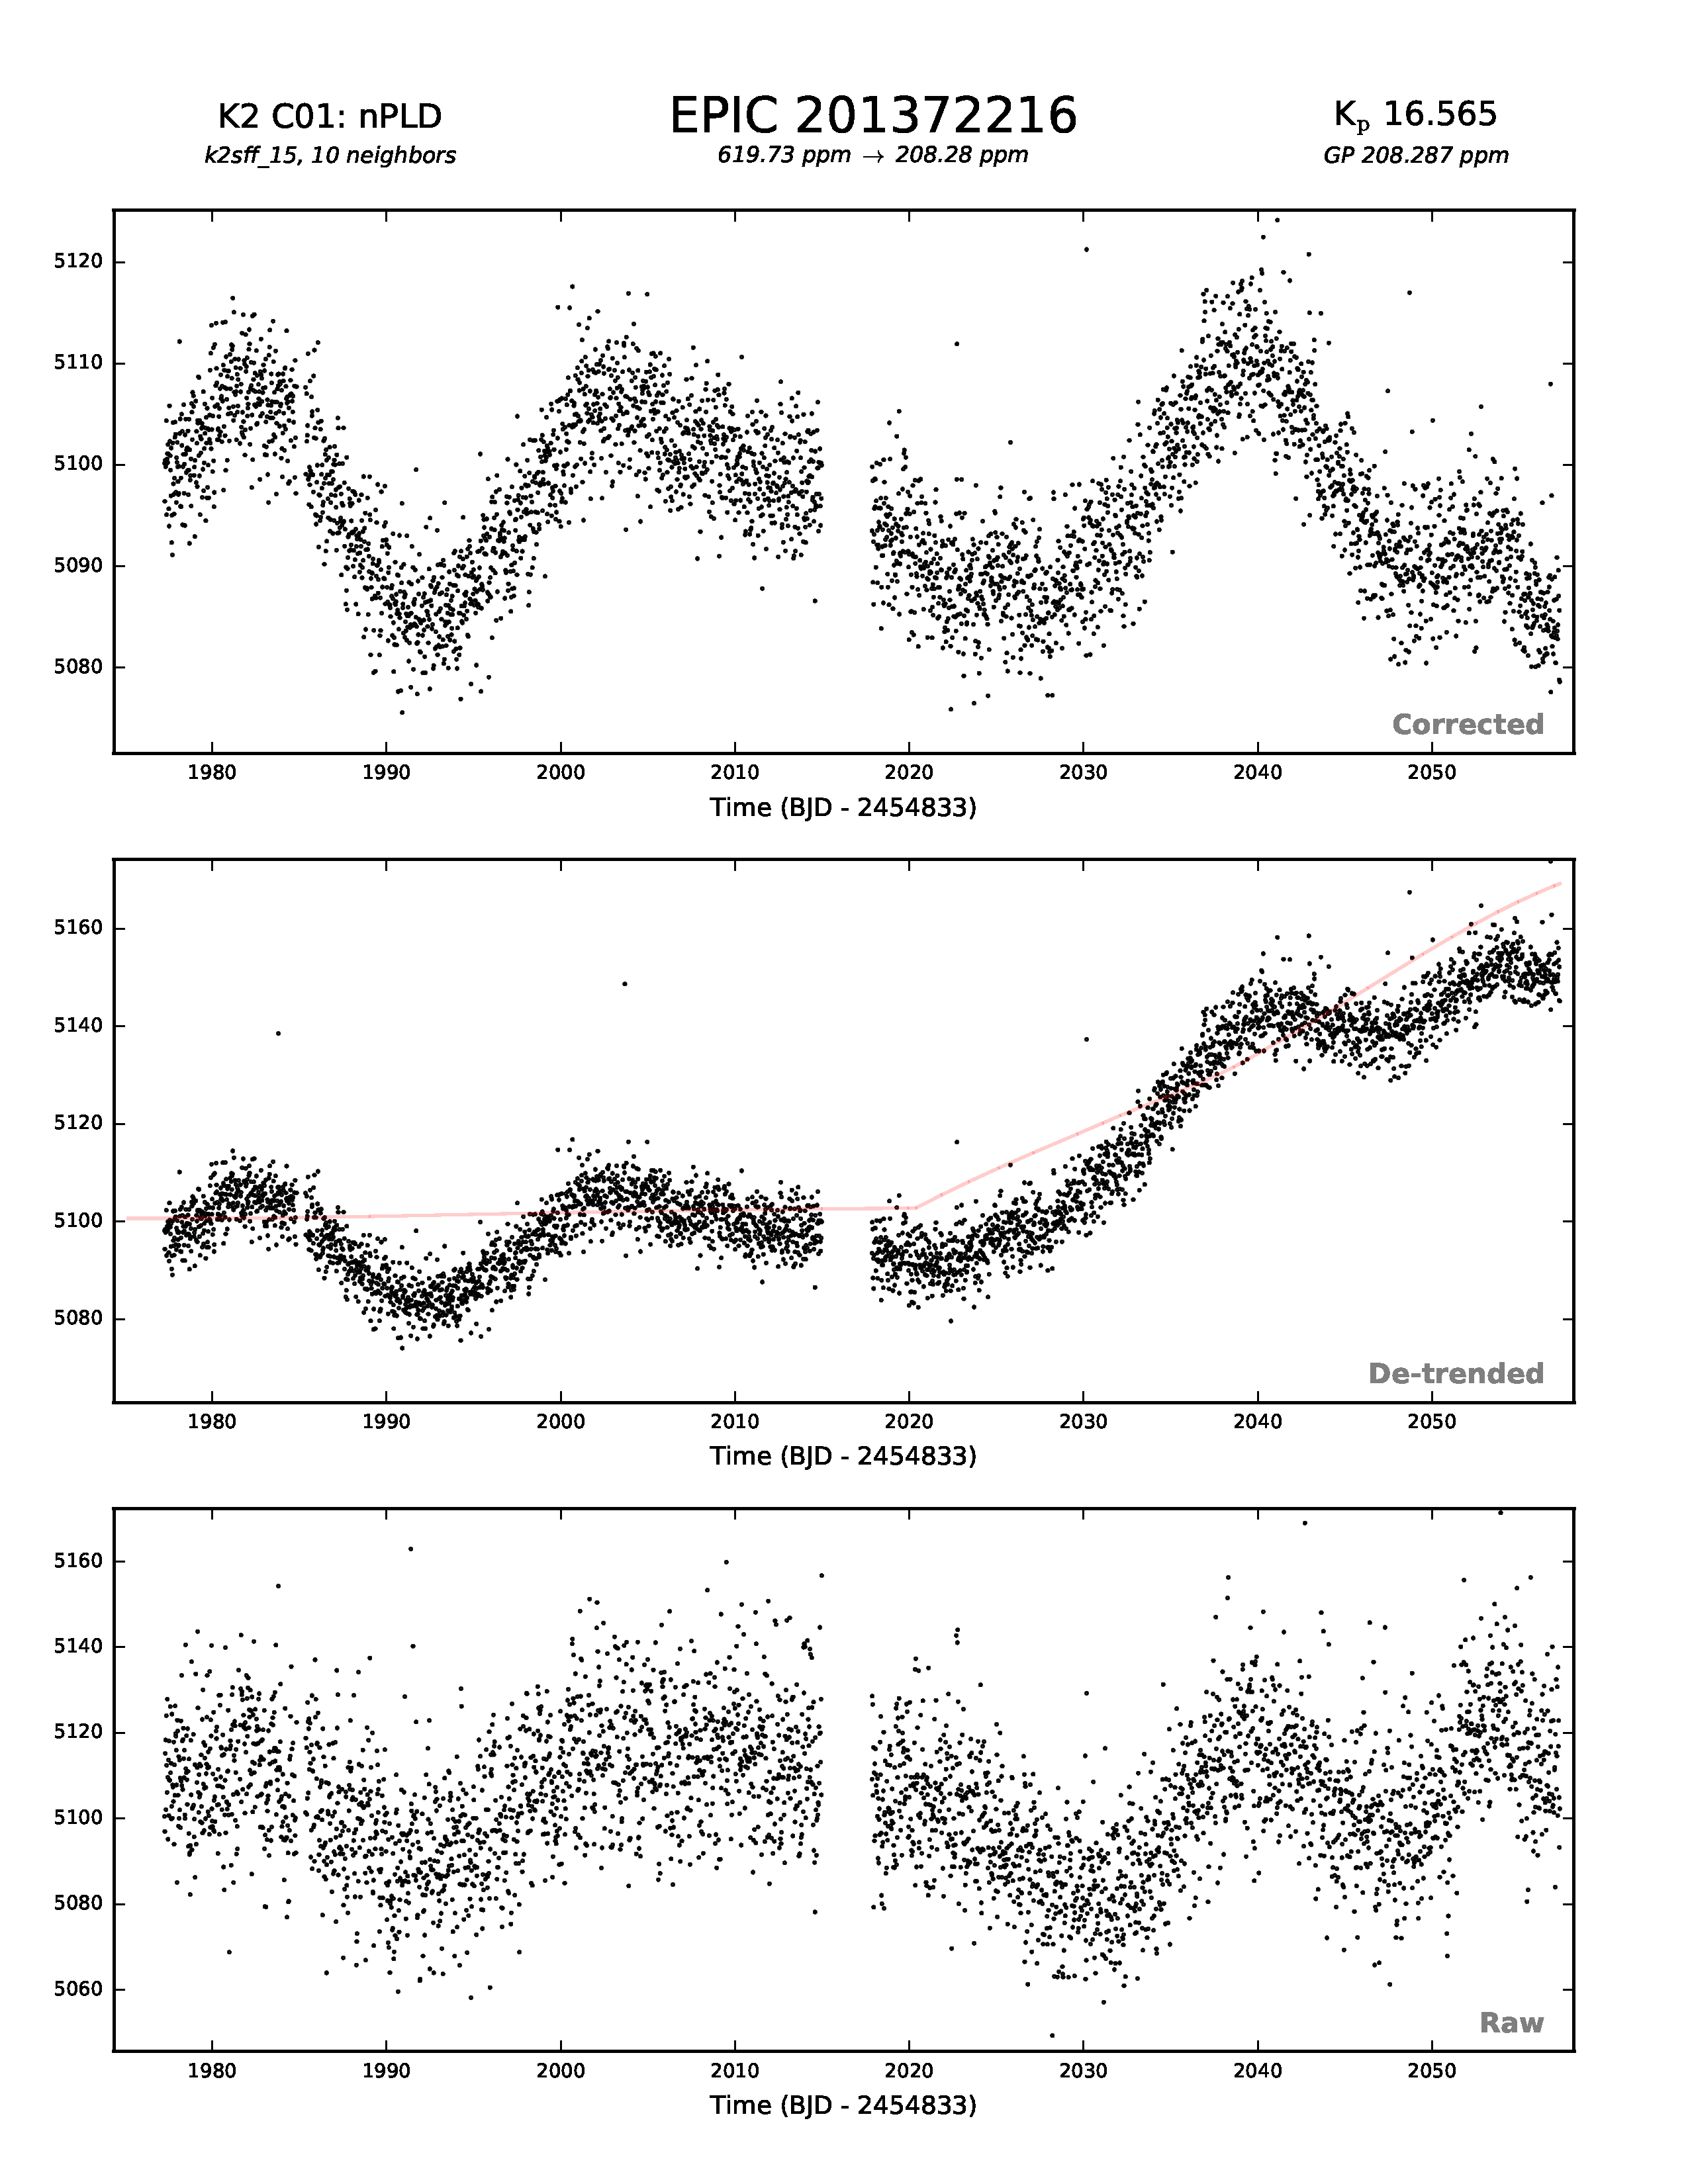 K2 C01: nPLD
EPIC 201372216
Kp 16.565
k2sff_15, 10 neighbors
619.73 ppm → 208.28 ppm
GP 208.287 ppm
5120
5110
5100
5090
5080
Corrected
1980 1990 2000 2010 2020 2030 2040 2050
Time (BJD - 2454833)
5160
5140
5120
5100
5080
De-trended
1980 1990 2000 2010 2020 2030 2040 2050
Time (BJD - 2454833)
5160
5140
5120
5100
5080
5060
Raw
1980 1990 2000 2010 2020 2030 2040 2050
Time (BJD - 2454833)